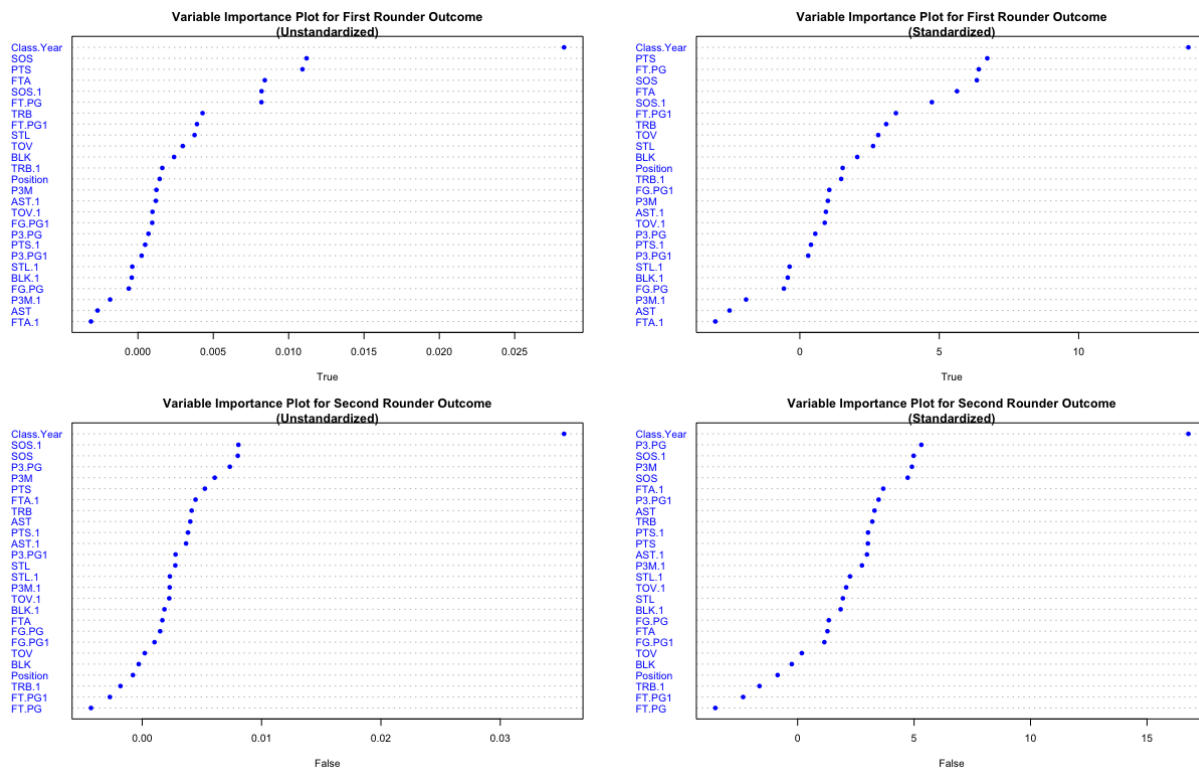 Variable Importance Plot for First Rounder Outcome
(Unstandardized)
Class.Year
SOS
PTS
FTA
SOS.1
FT.PG
TRB
FT.PG1
STL
TOV
BLK
TRB.1
Position
P3M
AST.1
TOV.1
FG.PG1
P3.PG
PTS.1
P3.PG1
STL.1
BLK.1
FG.PG
P3M.1
AST
FTA.1
0.000 0.005 0.010 0.015 0.020 0.025
True
Variable Importance Plot for First Rounder Outcome
(Standardized)
Class.Year
PTS
FT.PG
SOS
FTA
SOS.1
FT.PG1
TRB
TOV
STL
BLK
Position
TRB.1
FG.PG1
P3M
AST.1
TOV.1
P3.PG
PTS.1
P3.PG1
STL.1
BLK.1
FG.PG
P3M.1
AST
FTA.1
0 5 10
True
Variable Importance Plot for Second Rounder Outcome
(Unstandardized)
Class.Year
SOS.1
SOS
P3.PG
P3M
PTS
FTA.1
TRB
AST
PTS.1
AST.1
P3.PG1
STL
STL.1
P3M.1
TOV.1
BLK.1
FTA
FG.PG
FG.PG1
TOV
BLK
Position
TRB.1
FT.PG1
FT.PG
0.00 0.01 0.02 0.03
False
Variable Importance Plot for Second Rounder Outcome
(Standardized)
Class.Year
P3.PG
SOS.1
P3M
SOS
FTA.1
P3.PG1
AST
TRB
PTS.1
PTS
AST.1
P3M.1
STL.1
TOV.1
STL
BLK.1
FG.PG
FTA
FG.PG1
TOV
BLK
Position
TRB.1
FT.PG1
FT.PG
0 5 10 15
False